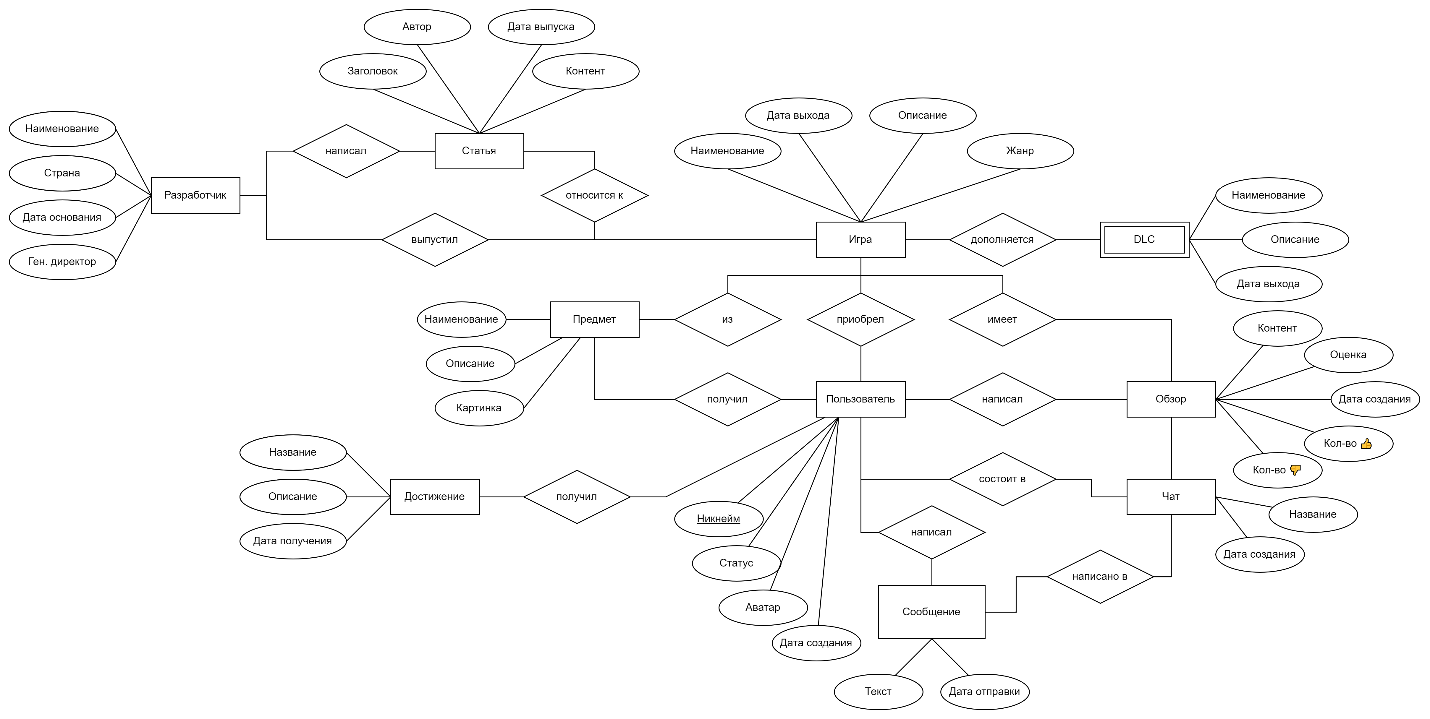 Автор
Дата выпуска
Заголовок
Контент
Наименование
Страна
Дата основания
Ген. директор
Разработчик
написал
Статья
относится к
выпустил
Дата выхода
Описание
Наименование
Жанр
Игра
дополняется
DLC
Наименование
Описание
Дата выхода
Наименование
Описание
Картинка
Предмет
из
приобрел
имеет
получил
Пользователь
написал
Обзор
Контент
Оценка
Дата создания
Кол-во 👍
Кол-во 👎
Название
Описание
Дата получения
Достижение
получил
Никнейм
Статус
Аватар
Дата создания
состоит в
Чат
Название
Дата создания
написал
написано в
Сообщение
Текст
Дата отправки